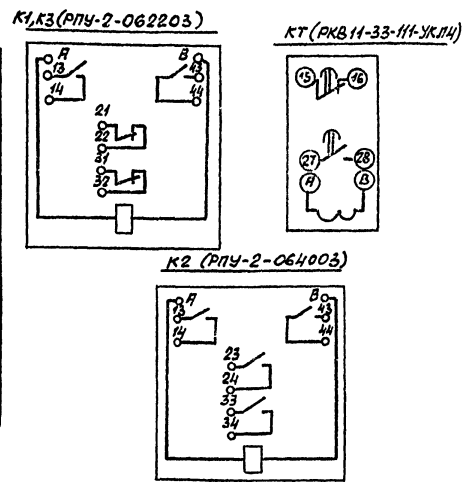 К1,К3 (РПУ-2-062203)
А В
13 43
14 44
21
22
31
32
КТ (РКВ11-33-111-УХЛ4)
15 16
27 28
А В
К2 (РПУ-2-064003)
А В
13 43
14 44
23
24
33
34